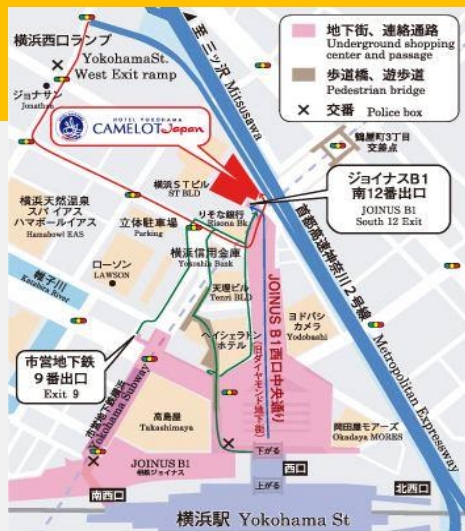 横浜西口ランプ
YokohamaSt.
West Exit ramp
ジョナサン
Jonathan
至 三ツ沢 Mitsusawa
地下街、連絡通路
Underground shopping
center and passage
歩道橋、遊歩道
Pedestrian bridge
交番 Police box
HOTEL YOKOHAMA
CAMELOT Japan
鶴屋町3丁目
交差点
横浜STビル
ST BLD
ジョイナスB1
南12番出口
JOINUS B1
South 12 Exit
横浜天然温泉
スパ イアス
ハマボールイアス
Hamabowl EAS
立体駐車場
Parking
りそな銀行
Risona Bk
横浜信用金庫
Yokoshin Bank
首都高速神奈川2号線
Metropolitan Expressway
帷子川
Katabira River
ローソン
LAWSON
天理ビル
Tenri BLD
JOINUS B1 西口中央通り
(旧ダイヤモンド地下街)
ヨドバシ
カメラ
Yodobashi
ベイシェラトン
ホテル
市営地下鉄
9番出口
Exit 9
市営地下鉄横浜
Yokohama Subway
高島屋
Takashimaya
岡田屋モアーズ
Okadaya MORES
下がる
JOINUS B1
相鉄ジョイナス
西口
上がる
南西口
北西口
横浜駅 Yokohama St